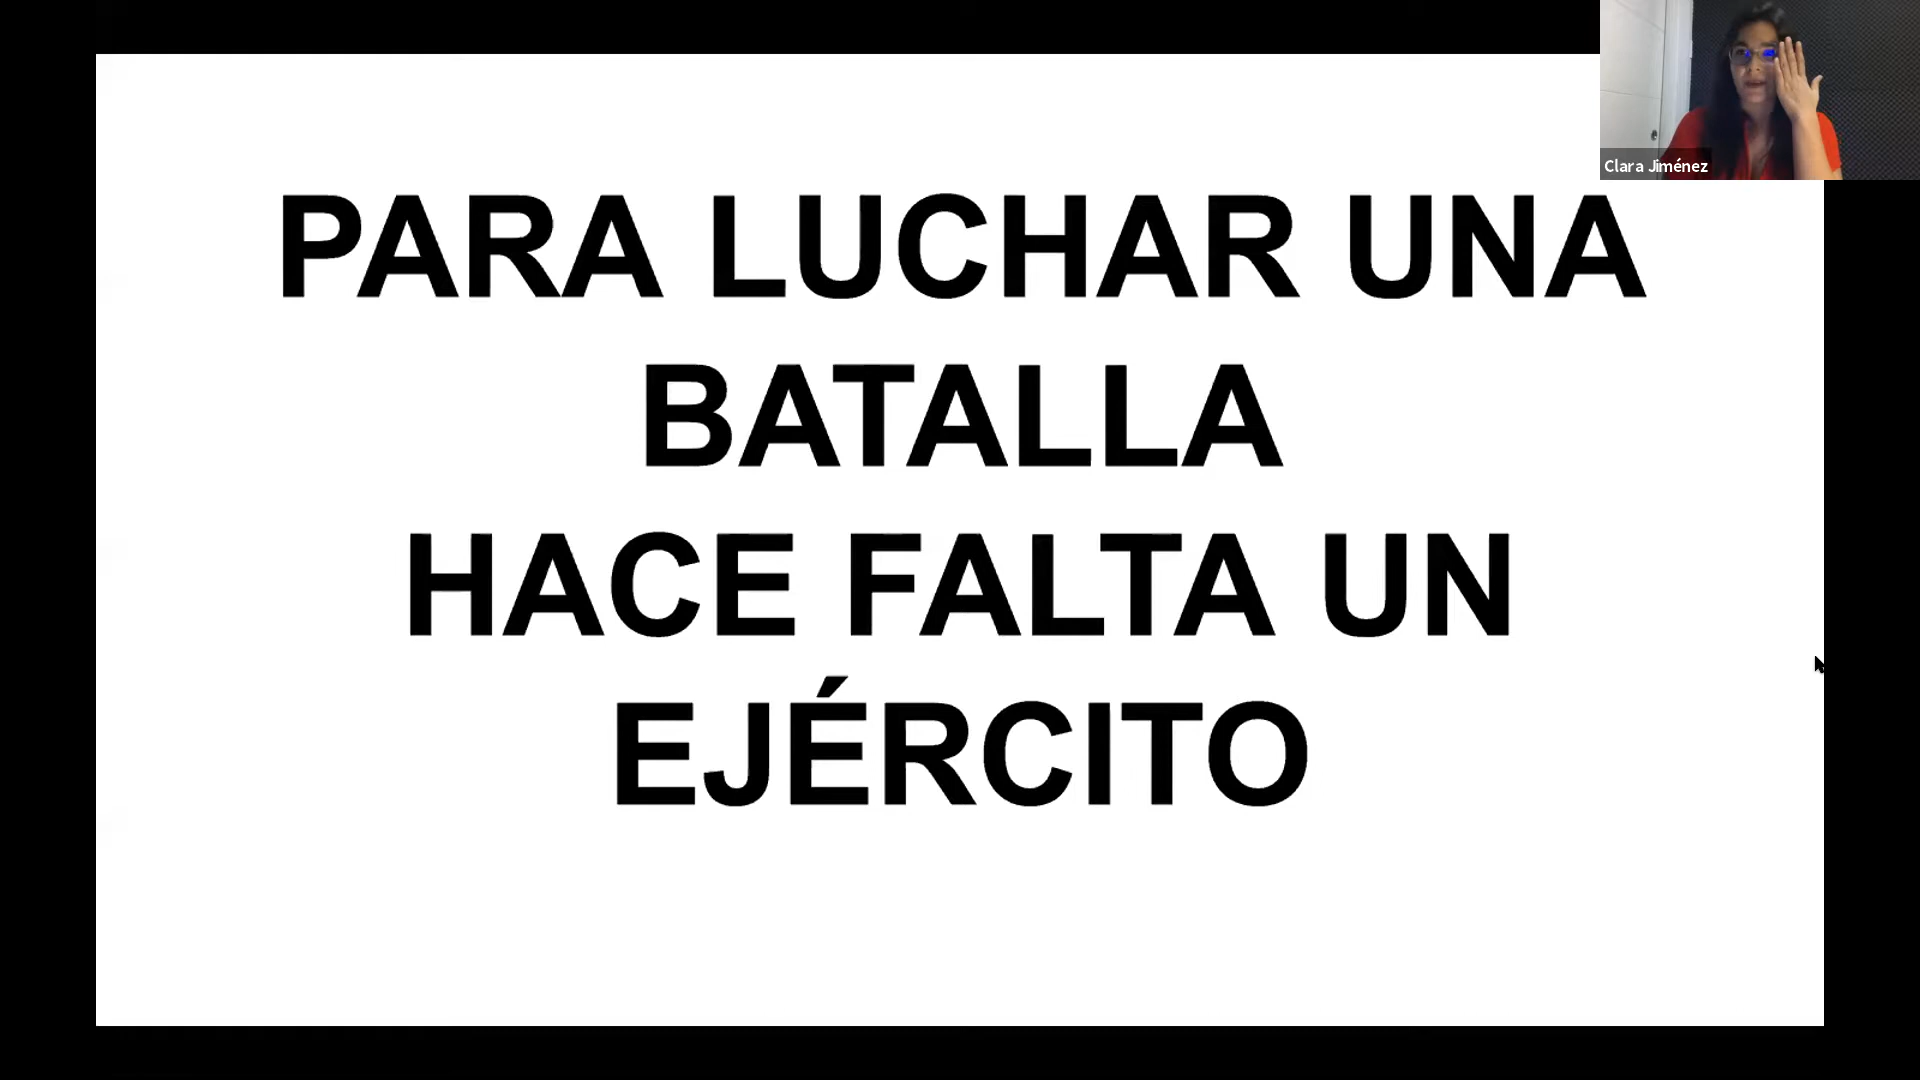 Clara Jiménez
PARA LUCHAR UNA
BATALLA
HACE FALTA UN
EJÉRCITO